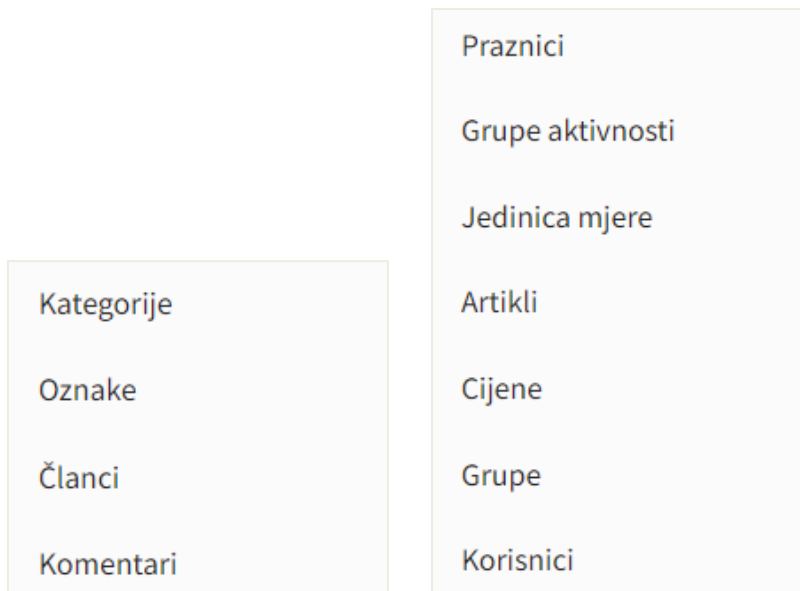 Kategorije
Oznake
Članci
Komentari
Praznici
Grupe aktivnosti
Jedinica mjere
Artikli
Cijene
Grupe
Korisnici